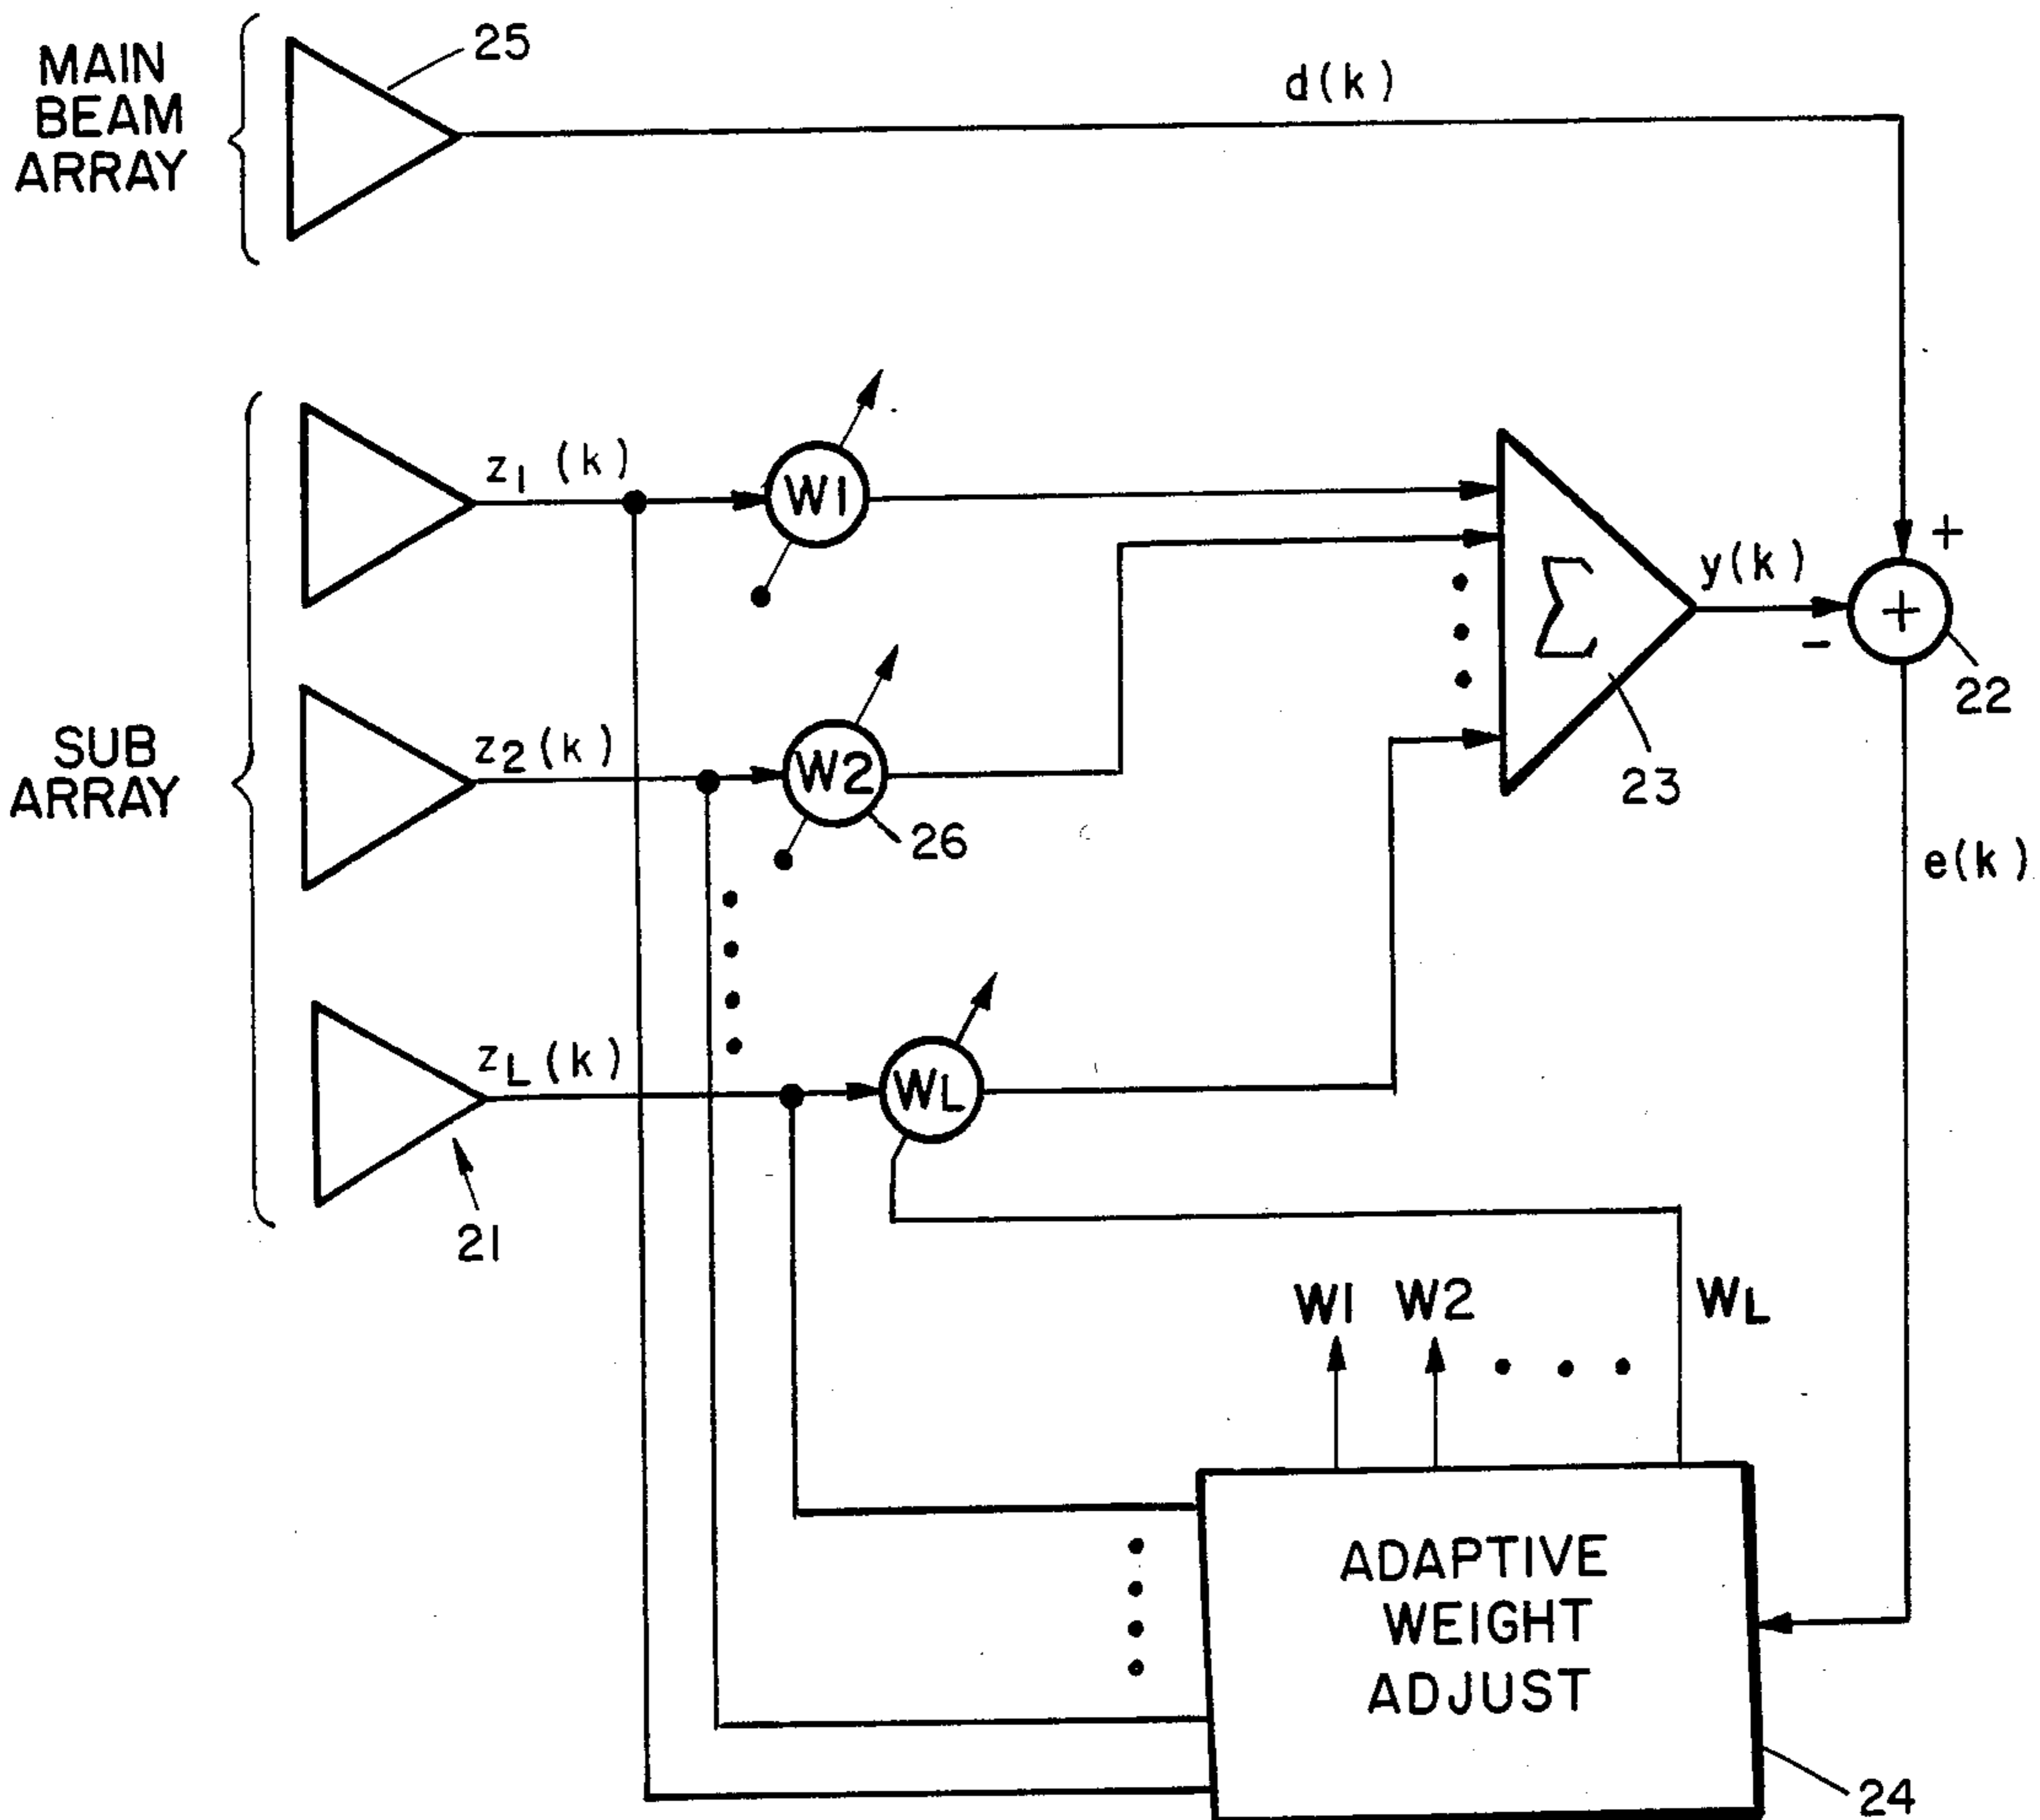 MAIN
BEAM
ARRAY
25
d(k)
z1 (k)
W1
+
y(k)
Σ
+
-
22
23
SUB
ARRAY
z2 (k)
W2
26
e(k)
zL (k)
WL
21
W1 W2 WL
ADAPTIVE
WEIGHT
ADJUST
24